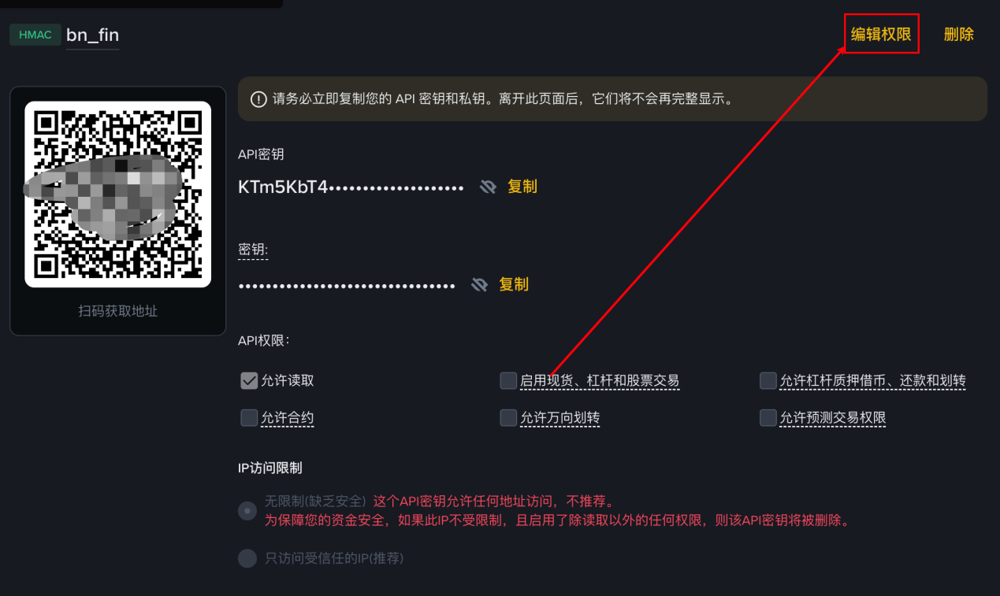 HMAC bn_fin
编辑权限 删除
请务必立即复制您的 API 密钥和私钥。离开此页面后，它们将不会再完整显示。
API密钥
KTm5KbT4•••••••••••••••••••• 复制
密钥:
•••••••••••••••••••••••••••••••• 复制
扫码获取地址
API权限：
允许读取 启用现货、杠杆和股票交易 允许杠杆质押借币、还款和划转
允许合约 允许万向划转 允许预测交易权限
IP访问限制
无限制(缺乏安全) 这个API密钥允许任何地址访问，不推荐。
为保障您的资金安全，如果此IP不受限制，且启用了除读取以外的任何权限，则该API密钥将被删除。
只访问受信任的IP(推荐)